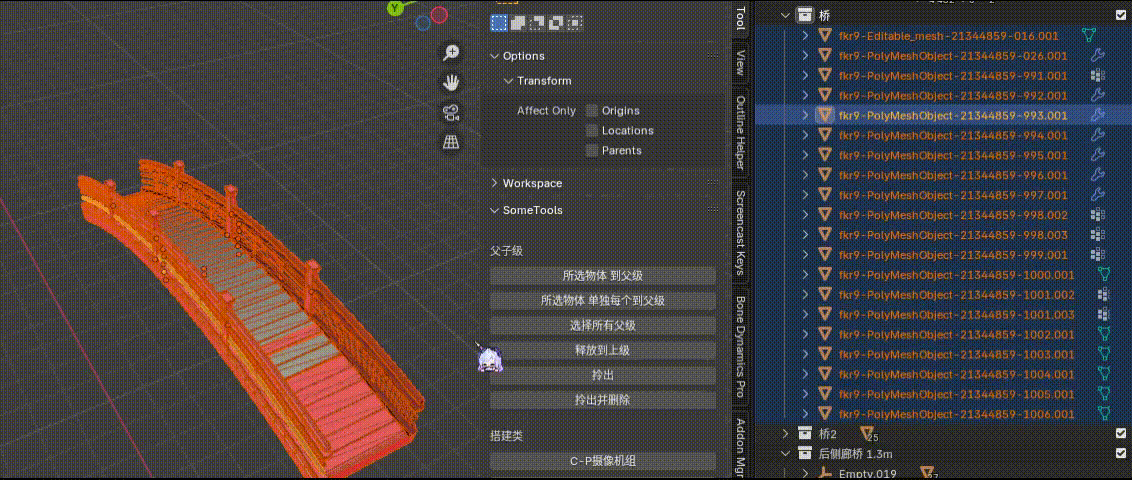 Y
Options
Transform
Affect Only
Origins
Locations
Parents
Workspace
SomeTools
父子级
所选物体 到父级
所选物体 单独每个到父级
选择所有父级
释放到上级
拎出
拎出并删除
搭建类
C-P摄像机组
Tool
View
Outline Helper
Screencast Keys
Bone Dynamics Pro
Addon Mgr
桥
fkr9-Editable_mesh-21344859-016.001
fkr9-PolyMeshObject-21344859-026.001
fkr9-PolyMeshObject-21344859-991.001
fkr9-PolyMeshObject-21344859-992.001
fkr9-PolyMeshObject-21344859-993.001
fkr9-PolyMeshObject-21344859-994.001
fkr9-PolyMeshObject-21344859-995.001
fkr9-PolyMeshObject-21344859-996.001
fkr9-PolyMeshObject-21344859-997.001
fkr9-PolyMeshObject-21344859-998.002
fkr9-PolyMeshObject-21344859-998.003
fkr9-PolyMeshObject-21344859-999.001
fkr9-PolyMeshObject-21344859-1000.001
fkr9-PolyMeshObject-21344859-1001.002
fkr9-PolyMeshObject-21344859-1001.003
fkr9-PolyMeshObject-21344859-1002.001
fkr9-PolyMeshObject-21344859-1003.001
fkr9-PolyMeshObject-21344859-1004.001
fkr9-PolyMeshObject-21344859-1005.001
fkr9-PolyMeshObject-21344859-1006.001
桥2 25
后侧廊桥 1.3m
Empty.019